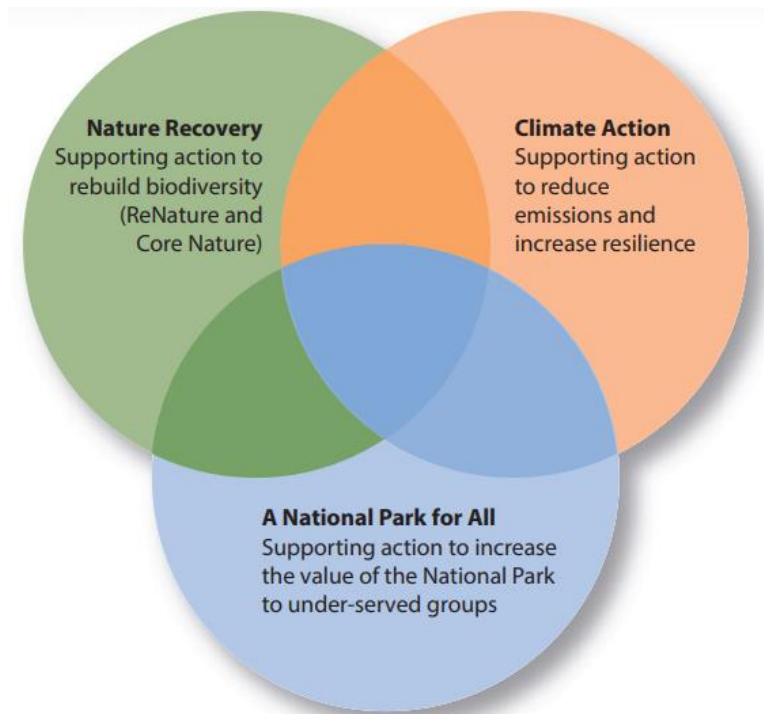 Nature Recovery
Supporting action to
rebuild biodiversity
(ReNature and
Core Nature)
Climate Action
Supporting action
to reduce
emissions and
increase resilience
A National Park for All
Supporting action to increase
the value of the National Park
to under-served groups